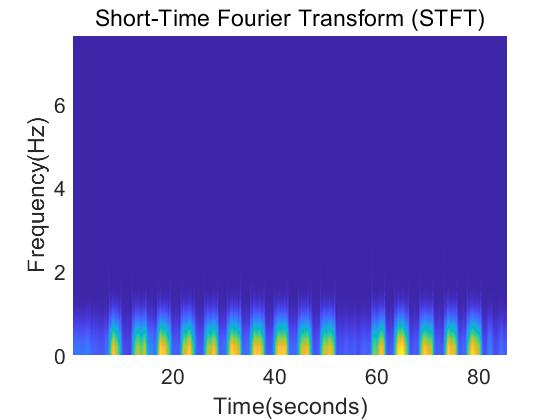 Short-Time Fourier Transform (STFT)
Frequency(Hz)
6
4
2
0
20 40 60 80
Time(seconds)